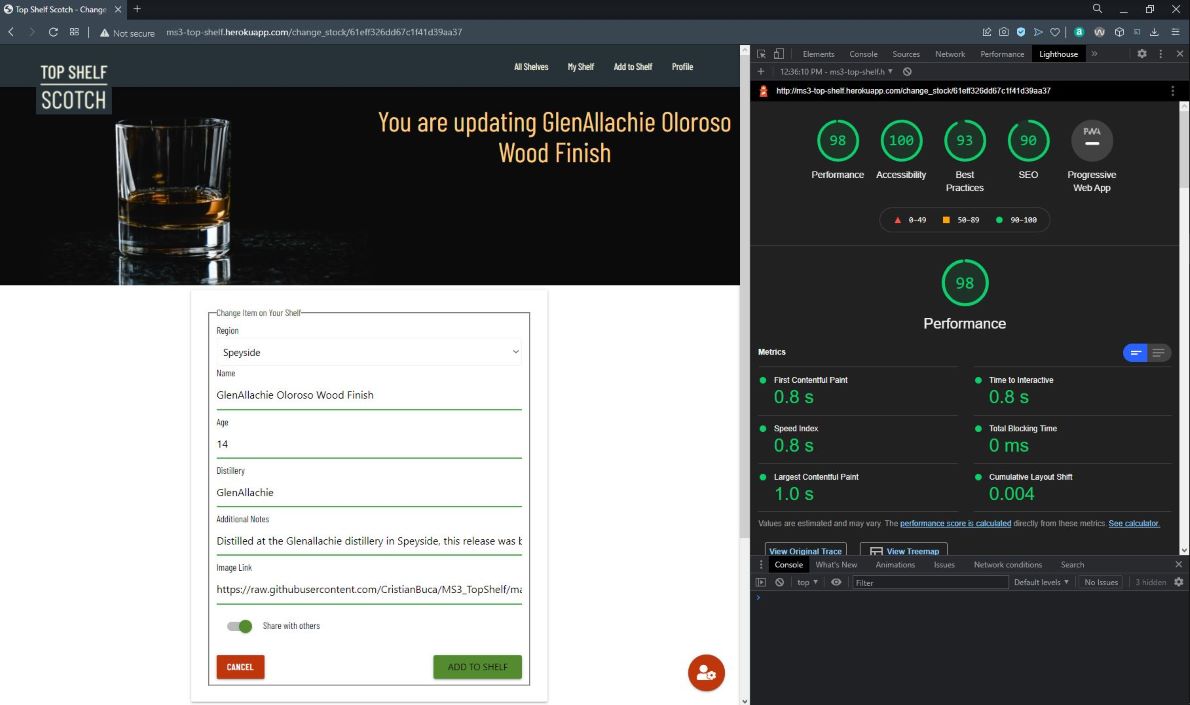 Top Shelf Scotch - Change
Not secure
ms3-top-shelf.herokuapp.com/change_stock/61eff326dd67c1f41d39aa37
TOP SHELF
SCOTCH
All Shelves
My Shelf
Add to Shelf
Profile
You are updating GlenAllachie Oloroso
Wood Finish
Change Item on Your Shelf
Region
Speyside
Name
GlenAllachie Oloroso Wood Finish
Age
14
Distillery
GlenAllachie
Additional Notes
Distilled at the Glenallachie distillery in Speyside, this release was b
Image Link
https://raw.githubusercontent.com/CristianBuca/MS3_TopShelf/ma
Share with others
CANCEL
ADD TO SHELF
Elements
Console
Sources
Network
Performance
Lighthouse
12:36:10 PM - ms3-top-shelf.h
http://ms3-top-shelf.herokuapp.com/change_stock/61eff326dd67c1f41d39aa37
98
100
93
90
PWA
Performance
Accessibility
Best
Practices
SEO
Progressive
Web App
0-49
50-89
90-100
98
Performance
Metrics
First Contentful Paint
0.8 s
Time to Interactive
0.8 s
Speed Index
0.8 s
Total Blocking Time
0 ms
Largest Contentful Paint
1.0 s
Cumulative Layout Shift
0.004
Values are estimated and may vary. The performance score is calculated directly from these metrics. See calculator.
View Original Trace
View Treemap
Console
What's New
Animations
Issues
Network conditions
Search
top
Filter
Default levels
No Issues
3 hidden